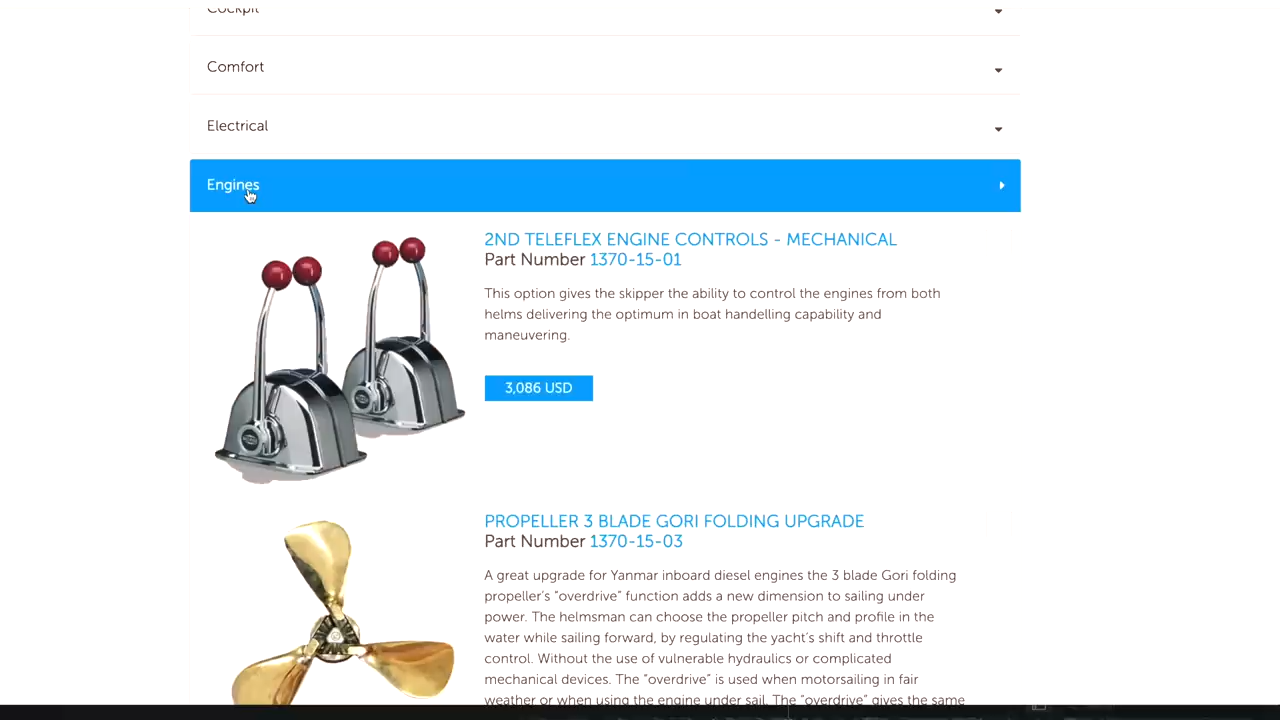 Cockpit
Comfort
Electrical
Engines
2ND TELEFLEX ENGINE CONTROLS - MECHANICAL
Part Number 1370-15-01
This option gives the skipper the ability to control the engines from both
helms delivering the optimum in boat handelling capability and
maneuvering.
3,086 USD
PROPELLER 3 BLADE GORI FOLDING UPGRADE
Part Number 1370-15-03
A great upgrade for Yanmar inboard diesel engines the 3 blade Gori folding
propeller's "overdrive" function adds a new dimension to sailing under
power. The helmsman can choose the propeller pitch and profile in the
water while sailing forward, by regulating the yacht's shift and throttle
control. Without the use of vulnerable hydraulics or complicated
mechanical devices. The "overdrive" is used when motorsailing in fair
weather or when using the engine under sail. The "overdrive" gives the same